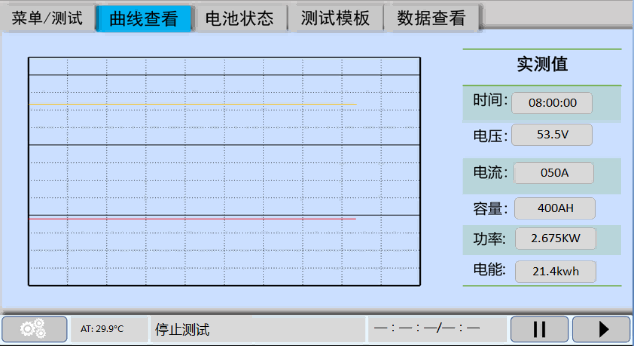 菜单/测试 曲线查看 电池状态 测试模板 数据查看
实测值
时间: 08:00:00
电压: 53.5V
电流: 050A
容量: 400AH
功率: 2.675KW
电能: 21.4kwh
AT: 29.9°C 停止测试 —:—:—/—:—